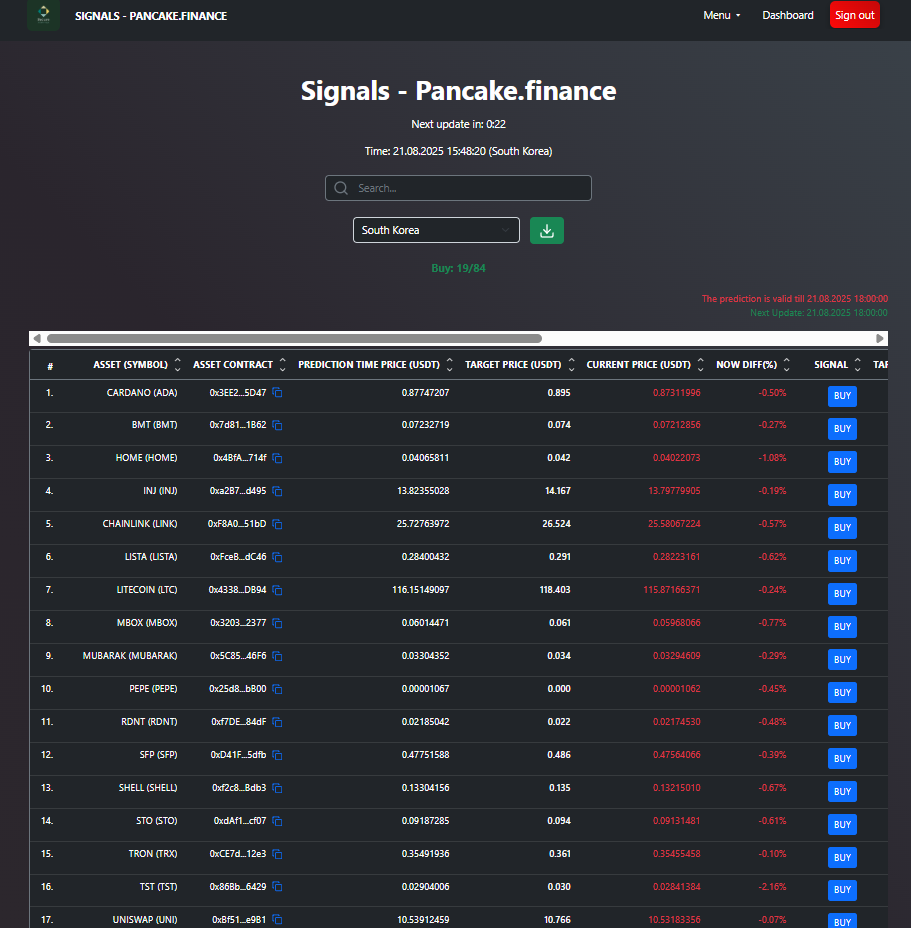 SIGNALS - PANCAKE.FINANCE Menu Dashboard Sign out
Signals - Pancake.finance
Next update in: 0:22
Time: 21.08.2025 15:48:20 (South Korea)
Search...
South Korea
Buy: 19/84
The prediction is valid till 21.08.2025 18:00:00
Next Update: 21.08.2025 18:00:00
# ASSET (SYMBOL) ASSET CONTRACT PREDICTION TIME PRICE (USDT) TARGET PRICE (USDT) CURRENT PRICE (USDT) NOW DIFF(%) SIGNAL TAR
1. CARDANO (ADA) 0x3EE2...5D47 0.87747207 0.895 0.87311996 -0.50% BUY
2. BMT (BMT) 0x7d81...1B62 0.07232719 0.074 0.07212856 -0.27% BUY
3. HOME (HOME) 0x4BfA...714f 0.04065811 0.042 0.04022073 -1.08% BUY
4. INJ (INJ) 0xa2B7...d495 13.82355028 14.167 13.79779905 -0.19% BUY
5. CHAINLINK (LINK) 0xF8A0...51bD 25.72763972 26.524 25.58067224 -0.57% BUY
6. LISTA (LISTA) 0xFceB...dC46 0.28400432 0.291 0.28223161 -0.62% BUY
7. LITECOIN (LTC) 0x4338...DB94 116.15149097 118.403 115.87166371 -0.24% BUY
8. MBOX (MBOX) 0x3203...2377 0.06014471 0.061 0.05968066 -0.77% BUY
9. MUBARAK (MUBARAK) 0x5C85...46F6 0.03304352 0.034 0.03294609 -0.29% BUY
10. PEPE (PEPE) 0x25d8...bB00 0.00001067 0.000 0.00001062 -0.45% BUY
11. RDNT (RDNT) 0xf7DE...84dF 0.02185042 0.022 0.02174530 -0.48% BUY
12. SFP (SFP) 0xD41F...5dfb 0.47751588 0.486 0.47564066 -0.39% BUY
13. SHELL (SHELL) 0xf2c8...Bdb3 0.13304156 0.135 0.13215010 -0.67% BUY
14. STO (STO) 0xdAf1...cf07 0.09187285 0.094 0.09131481 -0.61% BUY
15. TRON (TRX) 0xCE7d...12e3 0.35491936 0.361 0.35455458 -0.10% BUY
16. TST (TST) 0x86Bb...6429 0.02904006 0.030 0.02841384 -2.16% BUY
17. UNISWAP (UNI) 0xBf51...e9B1 10.53912459 10.766 10.53183356 -0.07% BUY